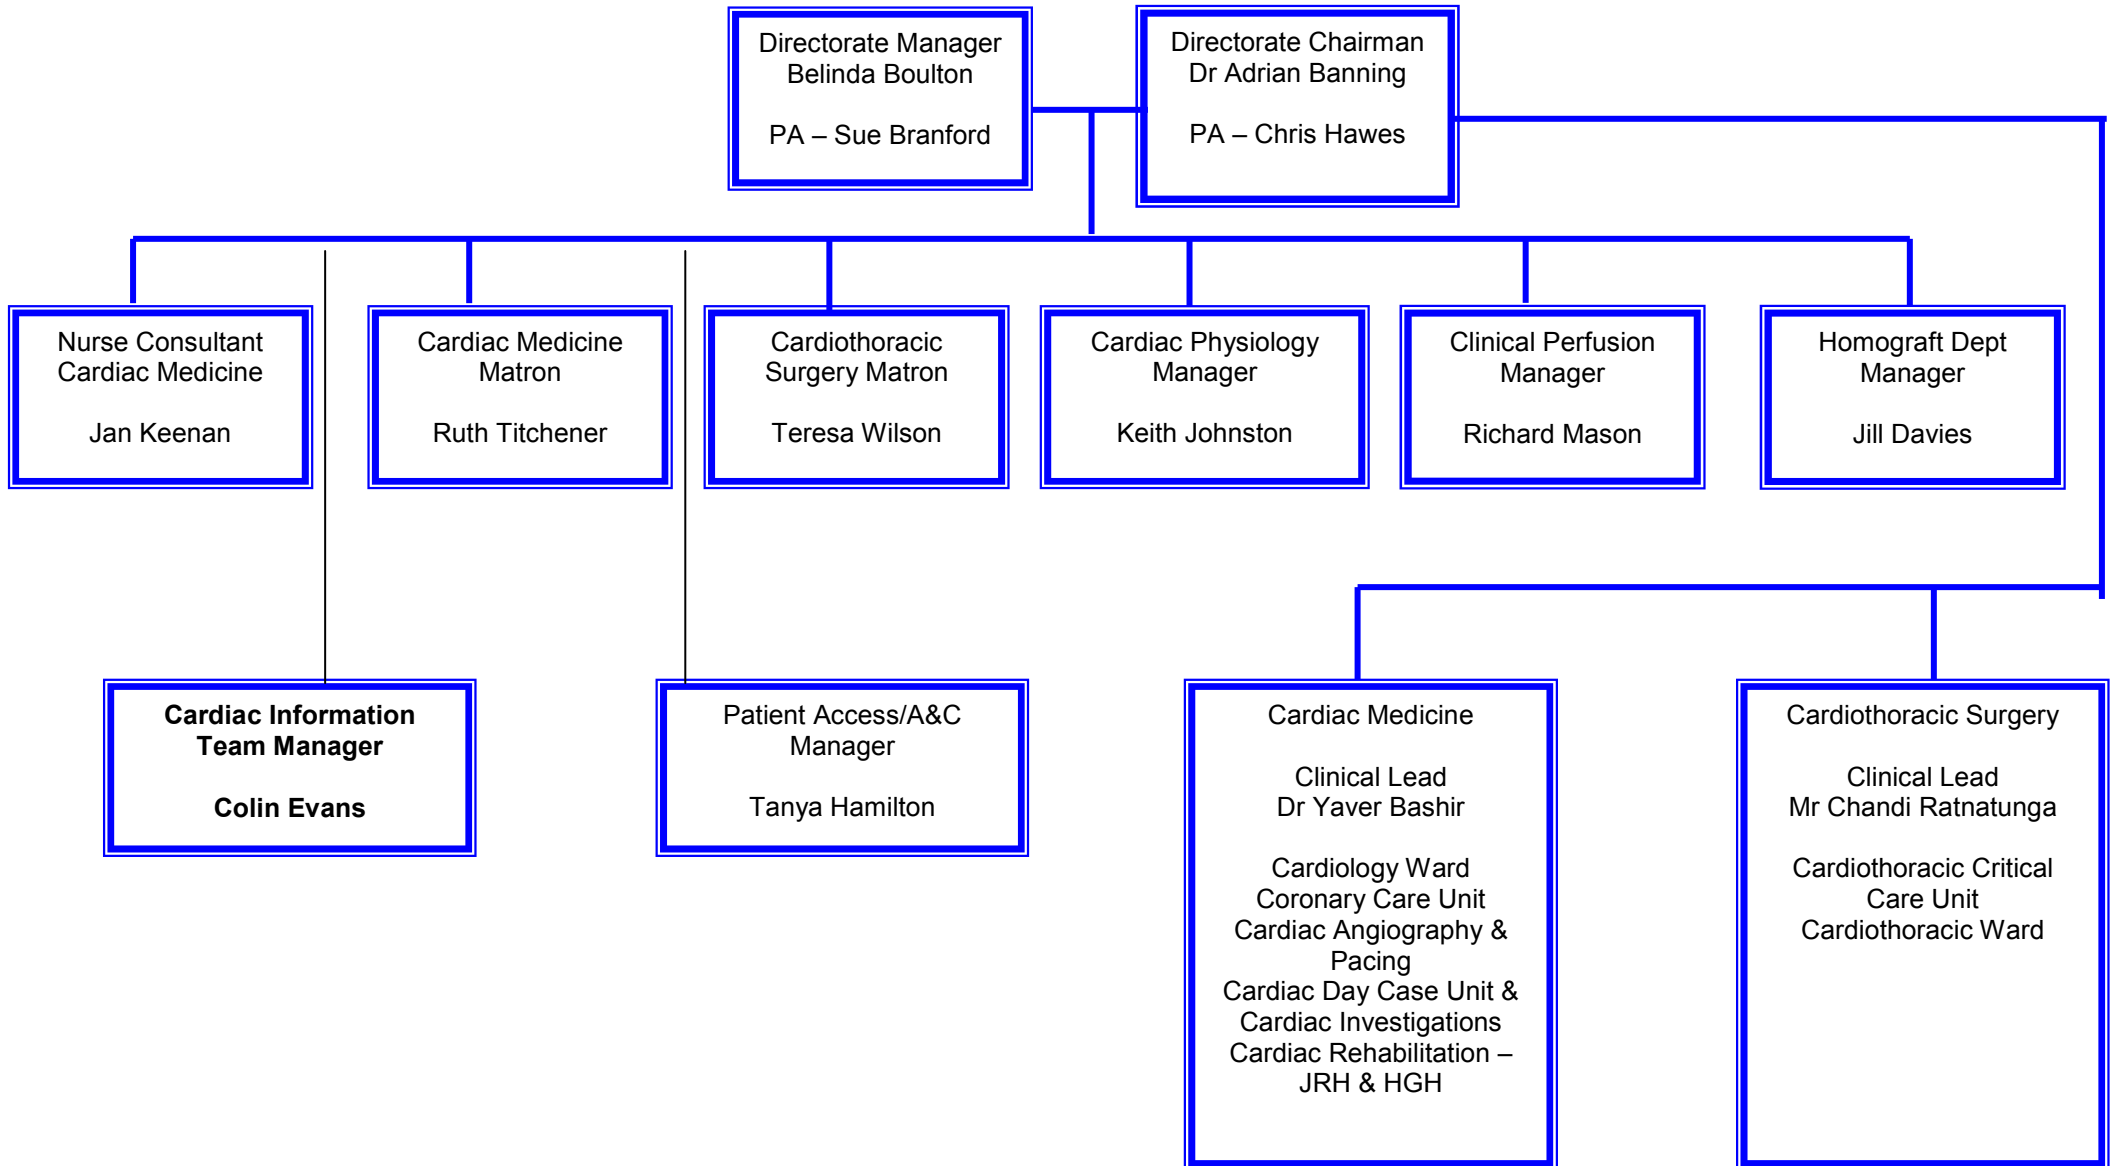 Directorate Manager
Belinda Boulton
PA – Sue Branford
Directorate Chairman
Dr Adrian Banning
PA – Chris Hawes
Nurse Consultant
Cardiac Medicine
Jan Keenan
Cardiac Medicine
Matron
Ruth Titchener
Cardiothoracic
Surgery Matron
Teresa Wilson
Cardiac Physiology
Manager
Keith Johnston
Clinical Perfusion
Manager
Richard Mason
Homograft Dept
Manager
Jill Davies
Cardiac Information
Team Manager
Colin Evans
Patient Access/A&C
Manager
Tanya Hamilton
Cardiac Medicine
Clinical Lead
Dr Yaver Bashir
Cardiology Ward
Coronary Care Unit
Cardiac Angiography &
Pacing
Cardiac Day Case Unit &
Cardiac Investigations
Cardiac Rehabilitation –
JRH & HGH
Cardiothoracic Surgery
Clinical Lead
Mr Chandi Ratnatunga
Cardiothoracic Critical
Care Unit
Cardiothoracic Ward